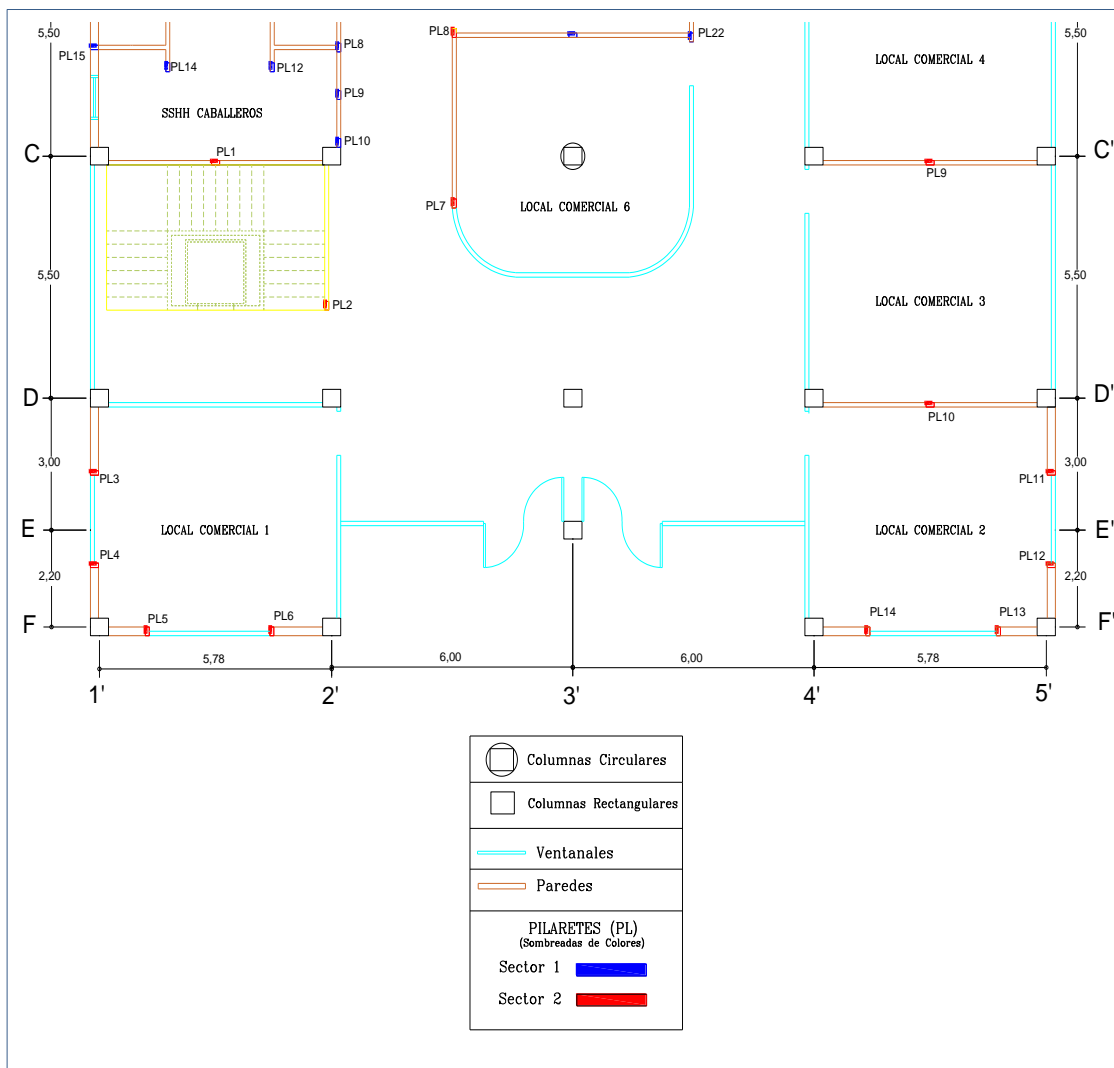 5,50
PL15
PL14
PL12
PL8
PL8
PL22
5,50
LOCAL COMERCIAL 4
PL9
SSHH CABALLEROS
PL10
C
PL1
C'
PL9
PL7
LOCAL COMERCIAL 6
5,50
5,50
PL2
LOCAL COMERCIAL 3
D
D'
PL10
3,00
PL3
PL11
3,00
E
LOCAL COMERCIAL 1
LOCAL COMERCIAL 2
E'
PL4
PL12
2,20
2,20
F
PL5
PL6
PL14
PL13
F'
5,78
6,00
6,00
5,78
1'
2'
3'
4'
5'
Columnas Circulares
Columnas Rectangulares
Ventanales
Paredes
PILARETES (PL)
(Sombreadas de Colores)
Sector 1
Sector 2